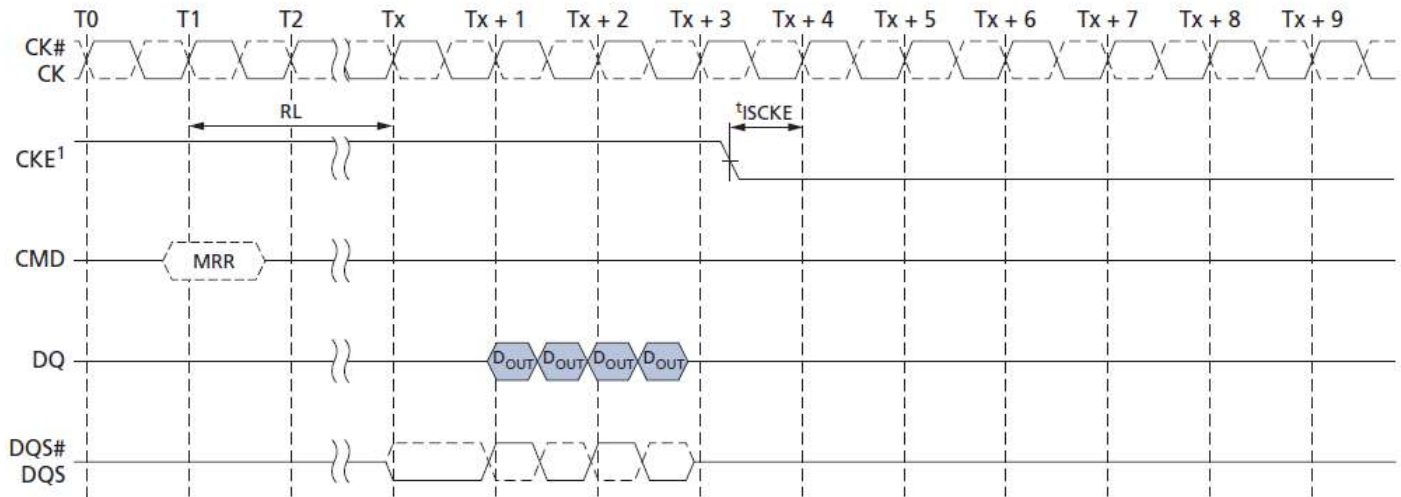 T0 T1 T2 Tx Tx + 1 Tx + 2 Tx + 3 Tx + 4 Tx + 5 Tx + 6 Tx + 7 Tx + 8 Tx + 9
CK#
CK
RL
tISCKE
CKE1
CMD
MRR
DQ
DOUT DOUT DOUT DOUT
DQS#
DQS